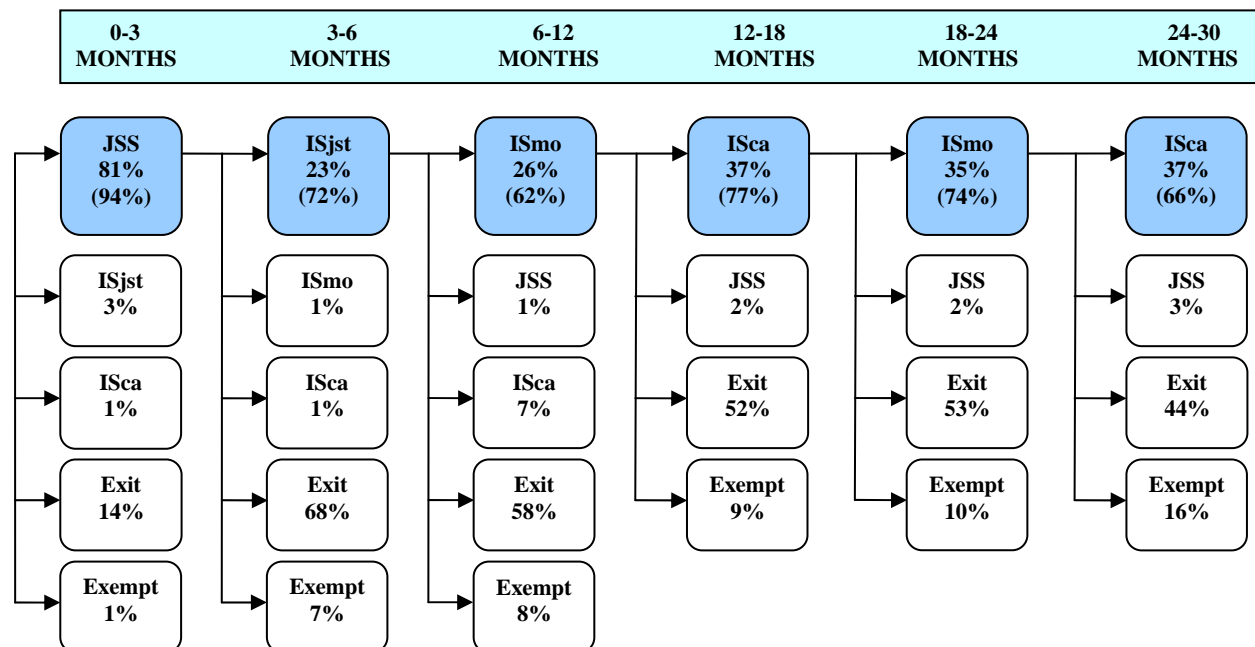 0-3
MONTHS
3-6
MONTHS
6-12
MONTHS
12-18
MONTHS
18-24
MONTHS
24-30
MONTHS
JSS
81%
(94%)
ISjst
23%
(72%)
ISmo
26%
(62%)
ISca
37%
(77%)
ISmo
35%
(74%)
ISca
37%
(66%)
ISjst
3%
ISmo
1%
JSS
1%
JSS
2%
JSS
2%
JSS
3%
ISca
1%
ISca
1%
ISca
7%
Exit
52%
Exit
53%
Exit
44%
Exit
14%
Exit
68%
Exit
58%
Exempt
9%
Exempt
10%
Exempt
16%
Exempt
1%
Exempt
7%
Exempt
8%